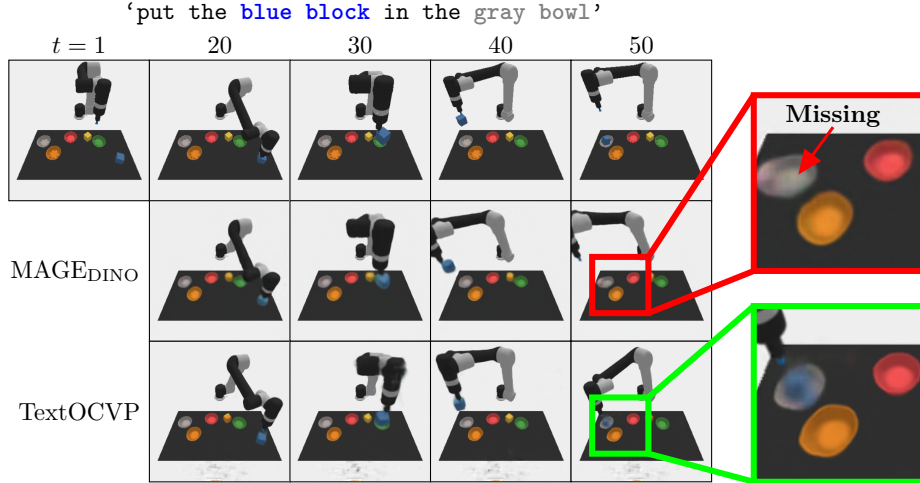 ‘put the blue block in the gray bowl’
t = 1 20 30 40 50
Missing
MAGE_DINO
TextOCVP